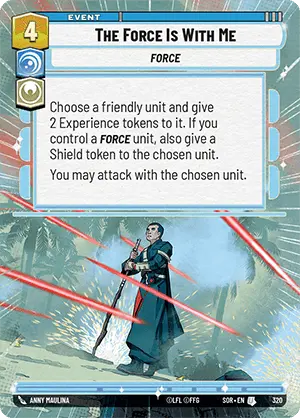 EVENT
4
THE FORCE IS WITH ME
FORCE
Choose a friendly unit and give
2 Experience tokens to it. If you
control a FORCE unit, also give a
Shield token to the chosen unit.
You may attack with the chosen unit.
ANNY MAULINA
©LFL ©FFG
SOR • EN
320